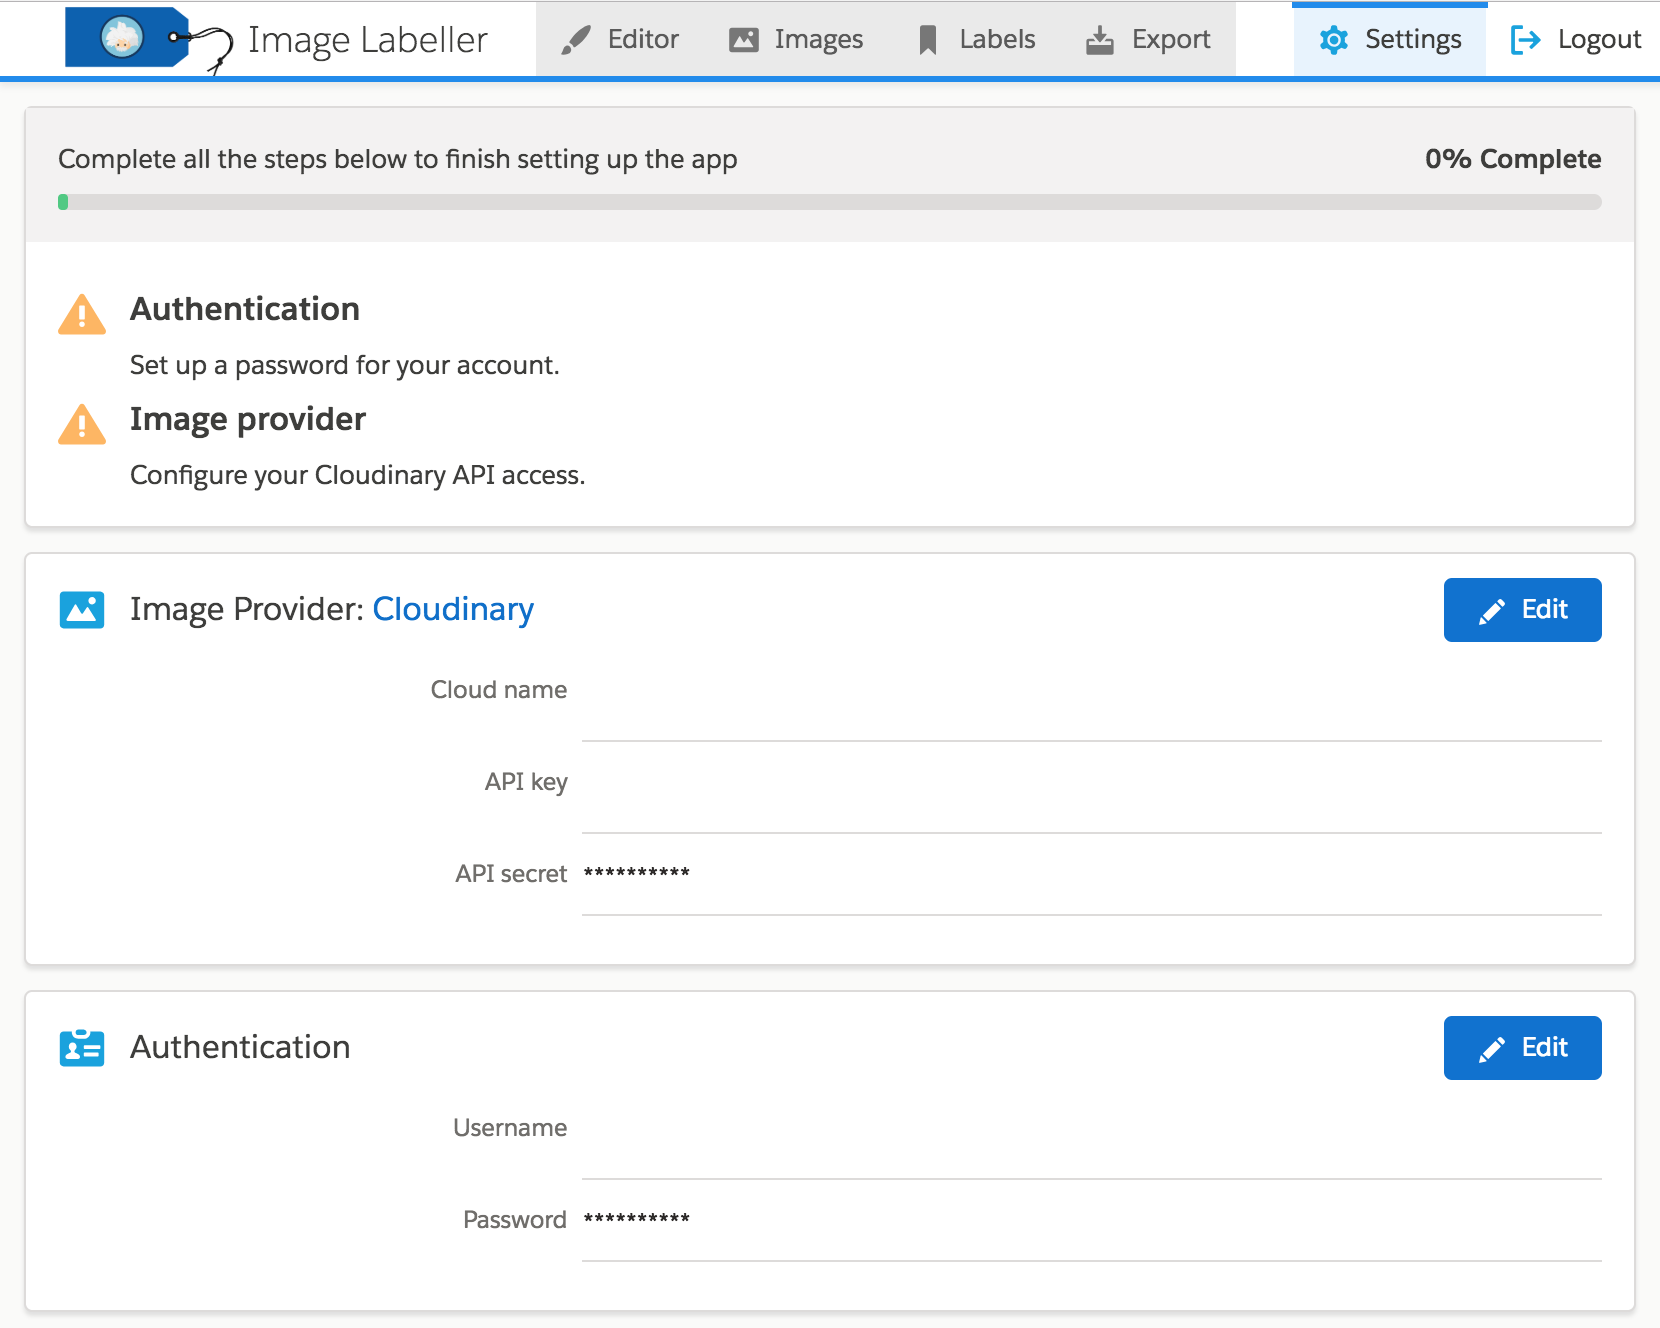 Image Labeller
Editor
Images
Labels
Export
Settings
Logout
Complete all the steps below to finish setting up the app
0% Complete
Authentication
Set up a password for your account.
Image provider
Configure your Cloudinary API access.
Image Provider: Cloudinary
Edit
Cloud name
API key
API secret **********
Authentication
Edit
Username
Password **********